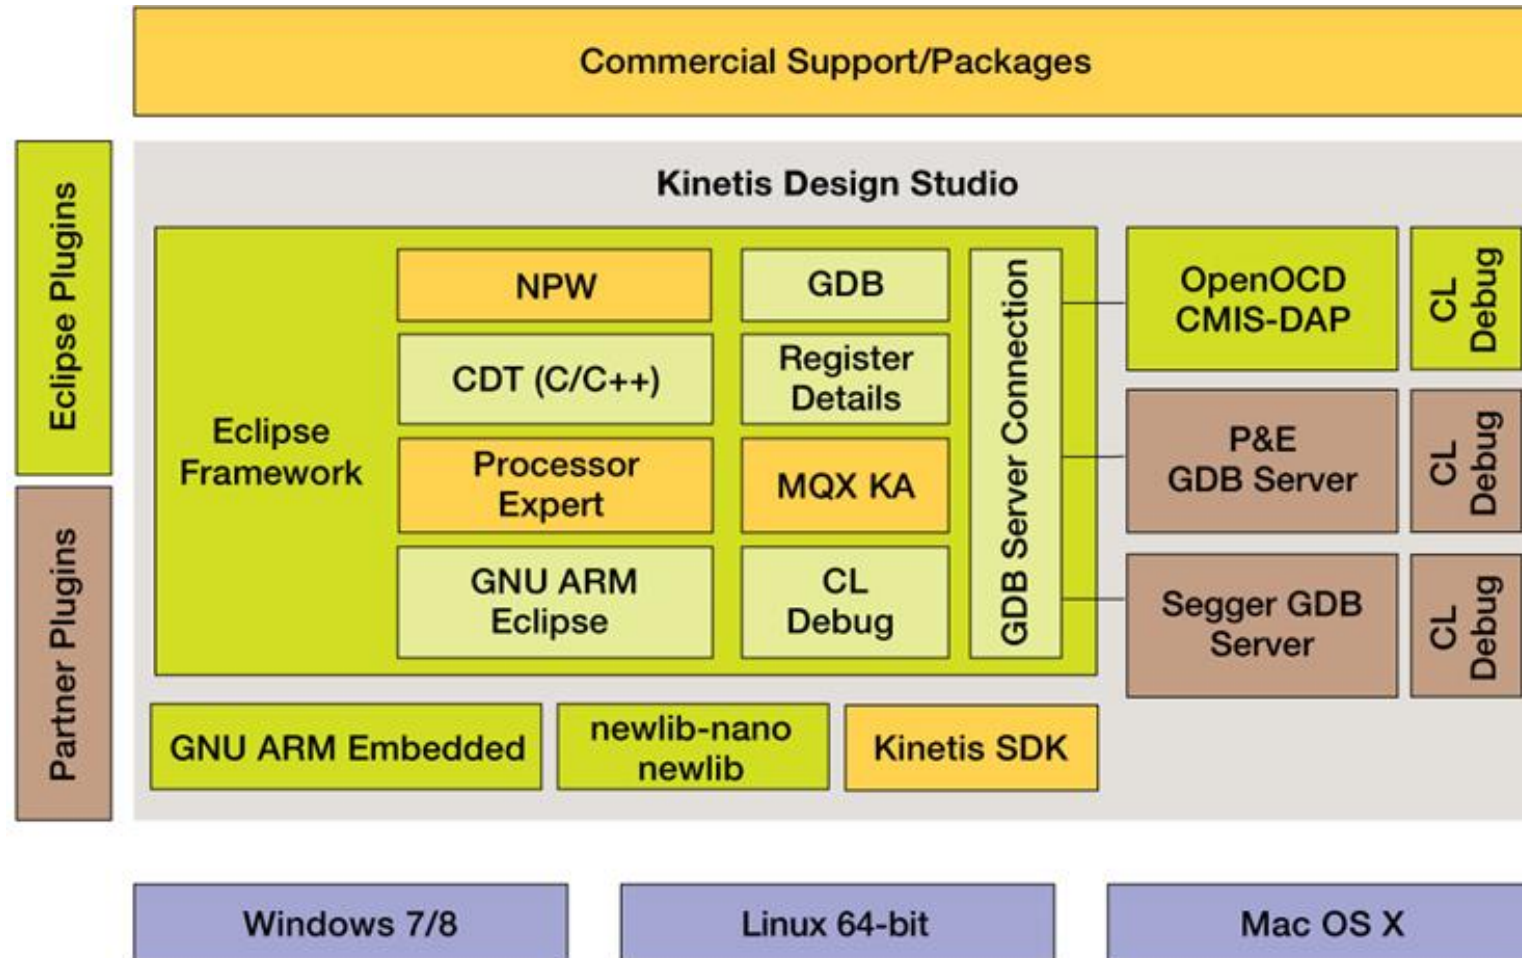 Commercial Support/Packages
Eclipse Plugins
Partner Plugins
Kinetis Design Studio
Eclipse
Framework
NPW
CDT (C/C++)
Processor
Expert
GNU ARM
Eclipse
GDB
Register
Details
MQX KA
CL
Debug
GDB Server Connection
OpenOCD
CMIS-DAP
CL
Debug
P&E
GDB Server
CL
Debug
Segger GDB
Server
CL
Debug
GNU ARM Embedded
newlib-nano
newlib
Kinetis SDK
Windows 7/8
Linux 64-bit
Mac OS X